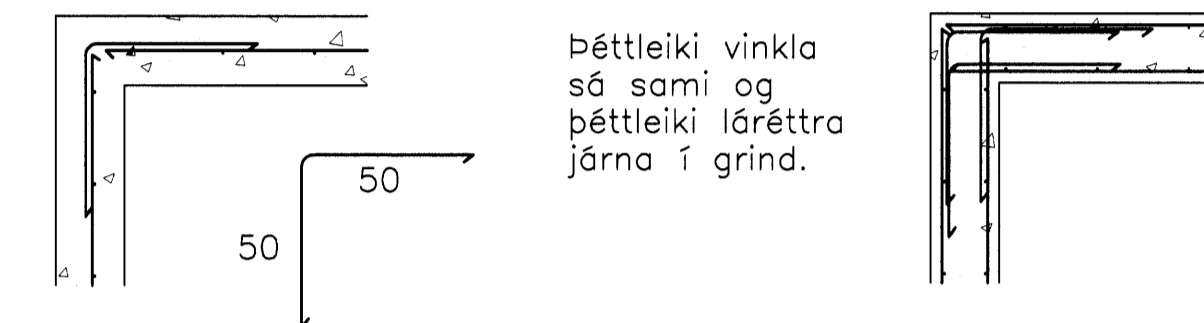 Þéttleiki vinkla
sá sami og
þéttleiki láréttra
járna í grind.
50
50